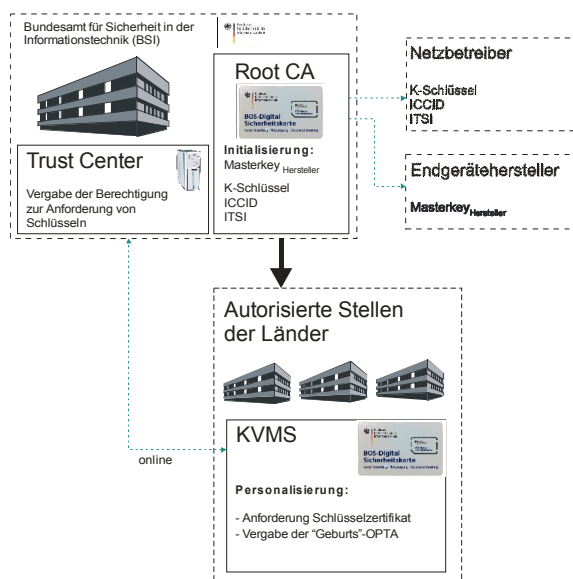 Bundesamt für Sicherheit in der
Informationstechnik (BSI)
Root CA
BOS-Digital
Sicherheitskarte
Initialisierung:
Masterkey Hersteller
K-Schlüssel
ICCID
ITSI
Trust Center
Vergabe der Berechtigung
zur Anforderung von
Schlüsseln
Netzbetreiber
K-Schlüssel
ICCID
ITSI
Endgerätehersteller
Masterkey Hersteller
Autorisierte Stellen
der Länder
KVMS
BOS-Digital
Sicherheitskarte
Personalisierung:
- Anforderung Schlüsselzertifikat
- Vergabe der "Geburts"-OPTA
online